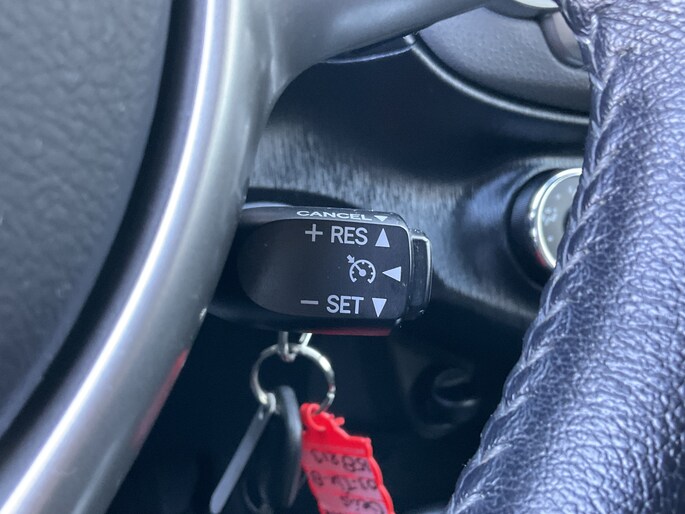 CANCEL▼
+ RES ▲
− SET ▼